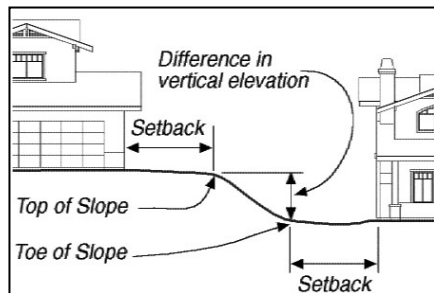 Difference in
vertical elevation
Setback
Top of Slope
Toe of Slope
Setback